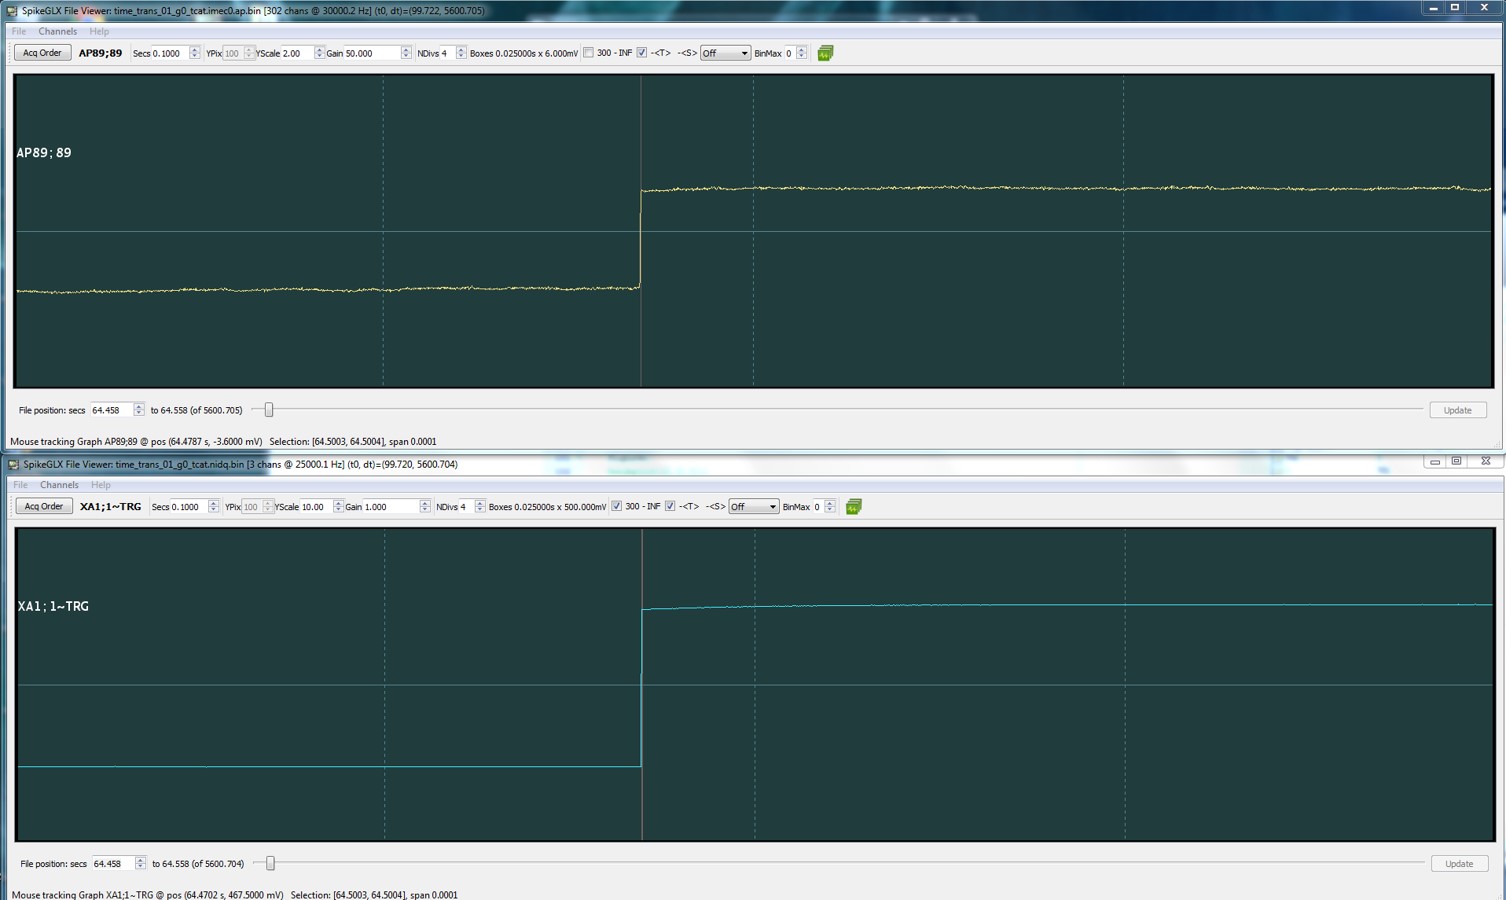 SpikeGLX File Viewer: time_trans_01_g0_tcat.imec0.ap.bin [302 chans @ 30000.2 Hz] (t0, dt)=(99.722, 5600.705)
File Channels Help
Acq Order AP89;89 Secs 0.1000 YPix 100 YScale 2.00 Gain 50.000 NDivs 4 Boxes 0.025000s x 6.000mV 300 - INF -<T> -<S> Off BinMax 0
AP89;89
File position: secs 64.458 to 64.558 (of 5600.705) Update
Mouse tracking Graph AP89;89 @ pos (64.4787 s, -3.6000 mV) Selection: [64.5003, 64.5004], span 0.0001
SpikeGLX File Viewer: time_trans_01_g0_tcat.nidq.bin [3 chans @ 25000.1 Hz] (t0, dt)=(99.720, 5600.704)
File Channels Help
Acq Order XA1;1~TRG Secs 0.1000 YPix 100 YScale 10.00 Gain 1.000 NDivs 4 Boxes 0.025000s x 500.000mV 300 - INF -<T> -<S> Off BinMax 0
XA1;1~TRG
File position: secs 64.458 to 64.558 (of 5600.704) Update
Mouse tracking Graph XA1;1~TRG @ pos (64.4702 s, 467.5000 mV) Selection: [64.5003, 64.5004], span 0.0001